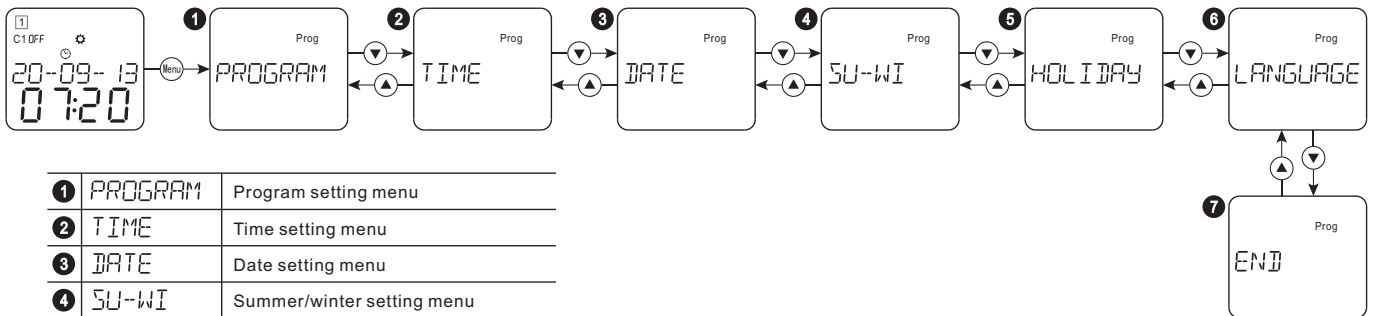 1
C1 OFF
20-09-13
07:20
Menu
1 Prog
PROGRAM
2 Prog
TIME
3 Prog
DATE
4 Prog
SU-WI
5 Prog
HOLIDAY
6 Prog
LANGUAGE
7 Prog
END
1 PROGRAM Program setting menu
2 TIME Time setting menu
3 DATE Date setting menu
4 SU-WI Summer/winter setting menu